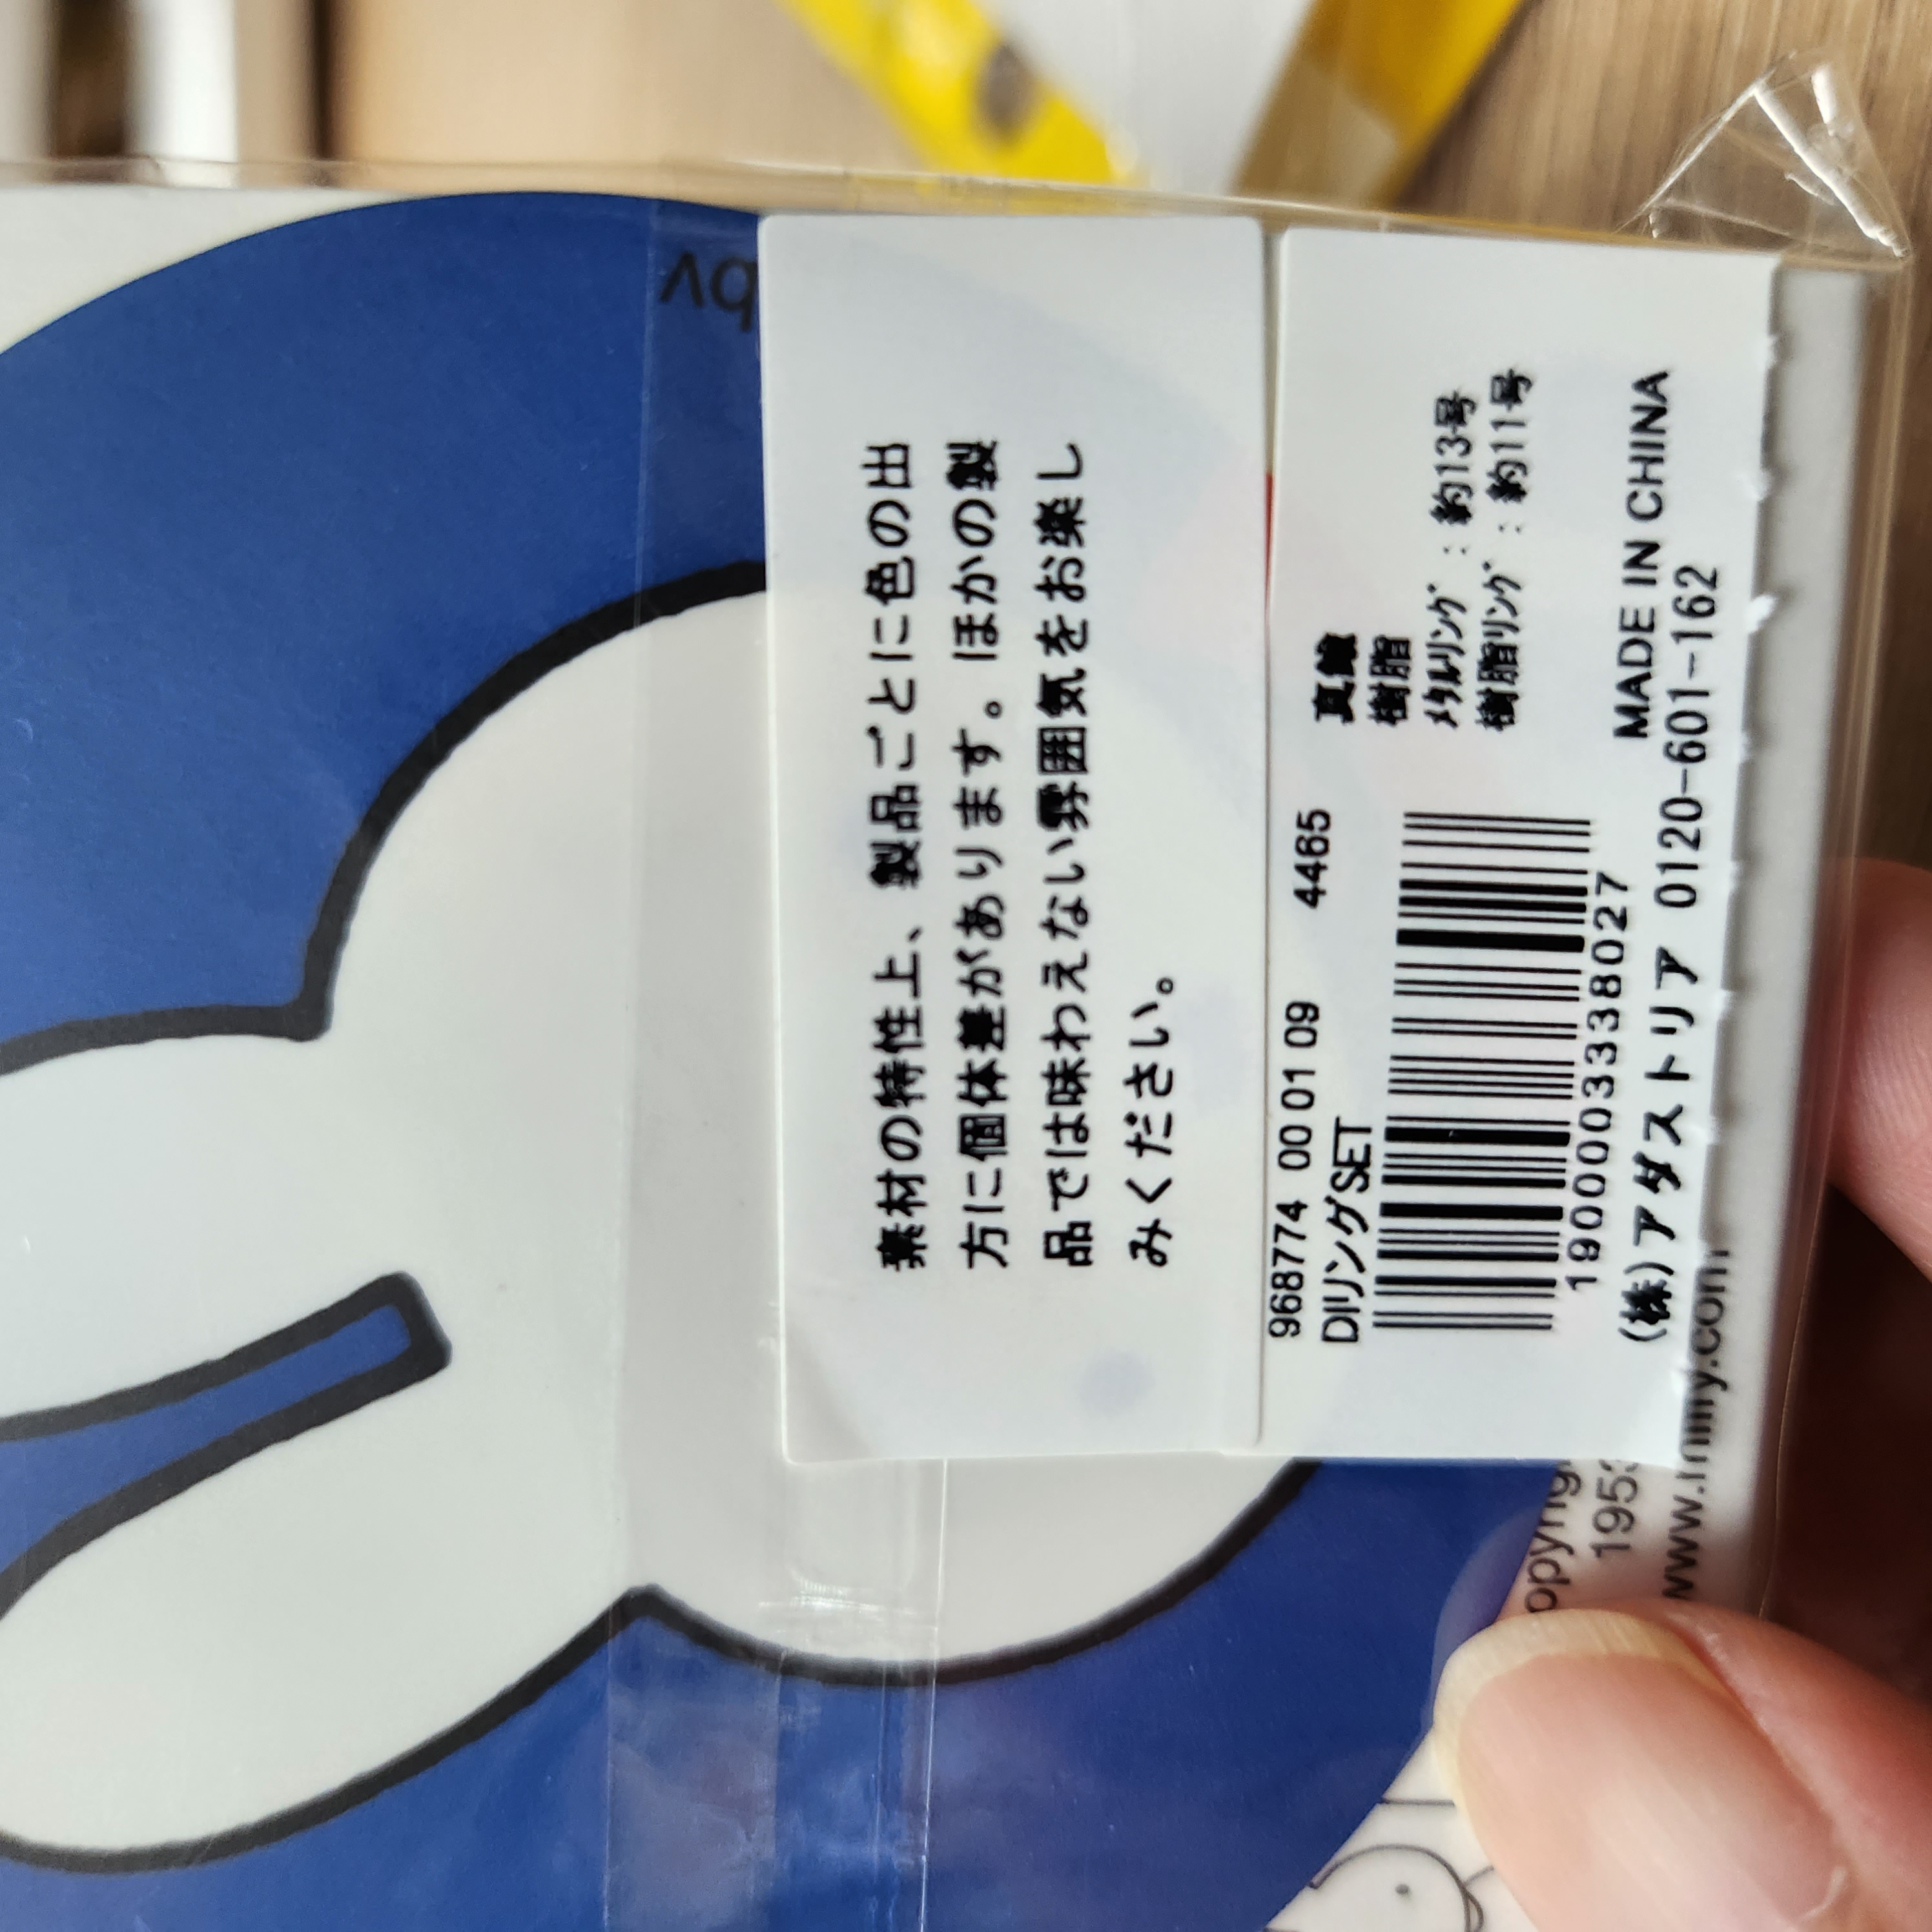 bv
素材の特性上、製品ごとに色の出
方に個体差があります。ほかの製
品では味わえない雰囲気をお楽し
みください。
968774 00 01 09 4465
DIリングSET
1900003338027
真鍮
樹脂
ﾒﾀﾙリング : 約13号
樹脂リング : 約11号
MADE IN CHINA
(株)アダストリア 0120-601-162
1953
www.miffy.com